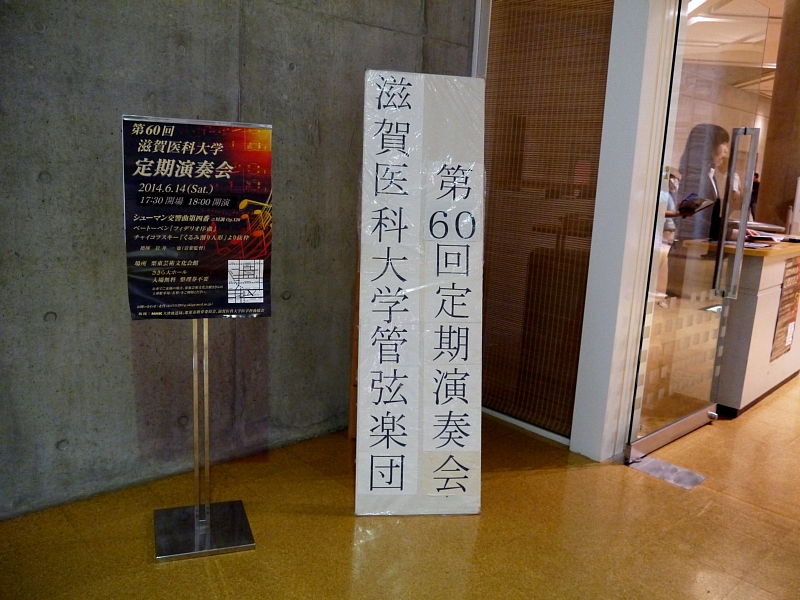 第60回
滋賀医科大学
定期演奏会
2014.6.14(Sat.)
17:30 開場 18:00 開演
シューマン交響曲第四番 ニ短調 Op.120
ベートーベン「フィデリオ序曲」
チャイコフスキー「くるみ割り人形」より抜粋
場所 栗東芸術文化会館
さきら大ホール
入場無料 整理券不要
滋賀医科大学管弦楽団
第60回定期演奏会